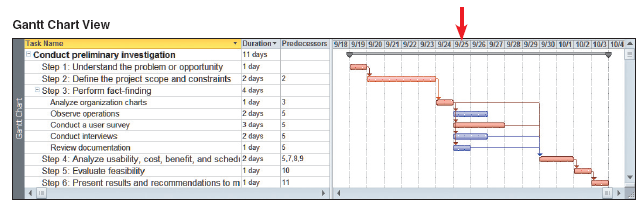 Gantt Chart View
Task Name Duration Predecessors 9/18 9/19 9/20 9/21 9/22 9/23 9/24 9/25 9/26 9/27 9/28 9/29 9/30 10/1 10/2 10/3 10/4
Conduct preliminary investigation 11 days
Step 1: Understand the problem or opportunity 1 day
Step 2: Define the project scope and constraints 2 days 2
Step 3: Perform fact-finding 4 days
Analyze organization charts 1 day 3
Observe operations 2 days 5
Conduct a user survey 3 days 5
Conduct interviews 2 days 5
Review documentation 1 day 5
Step 4: Analyze usability, cost, benefit, and sched 2 days 5,7,8,9
Step 5: Evaluate feasibility 1 day 10
Step 6: Present results and recommendations to m 1 day 11
Gantt Chart